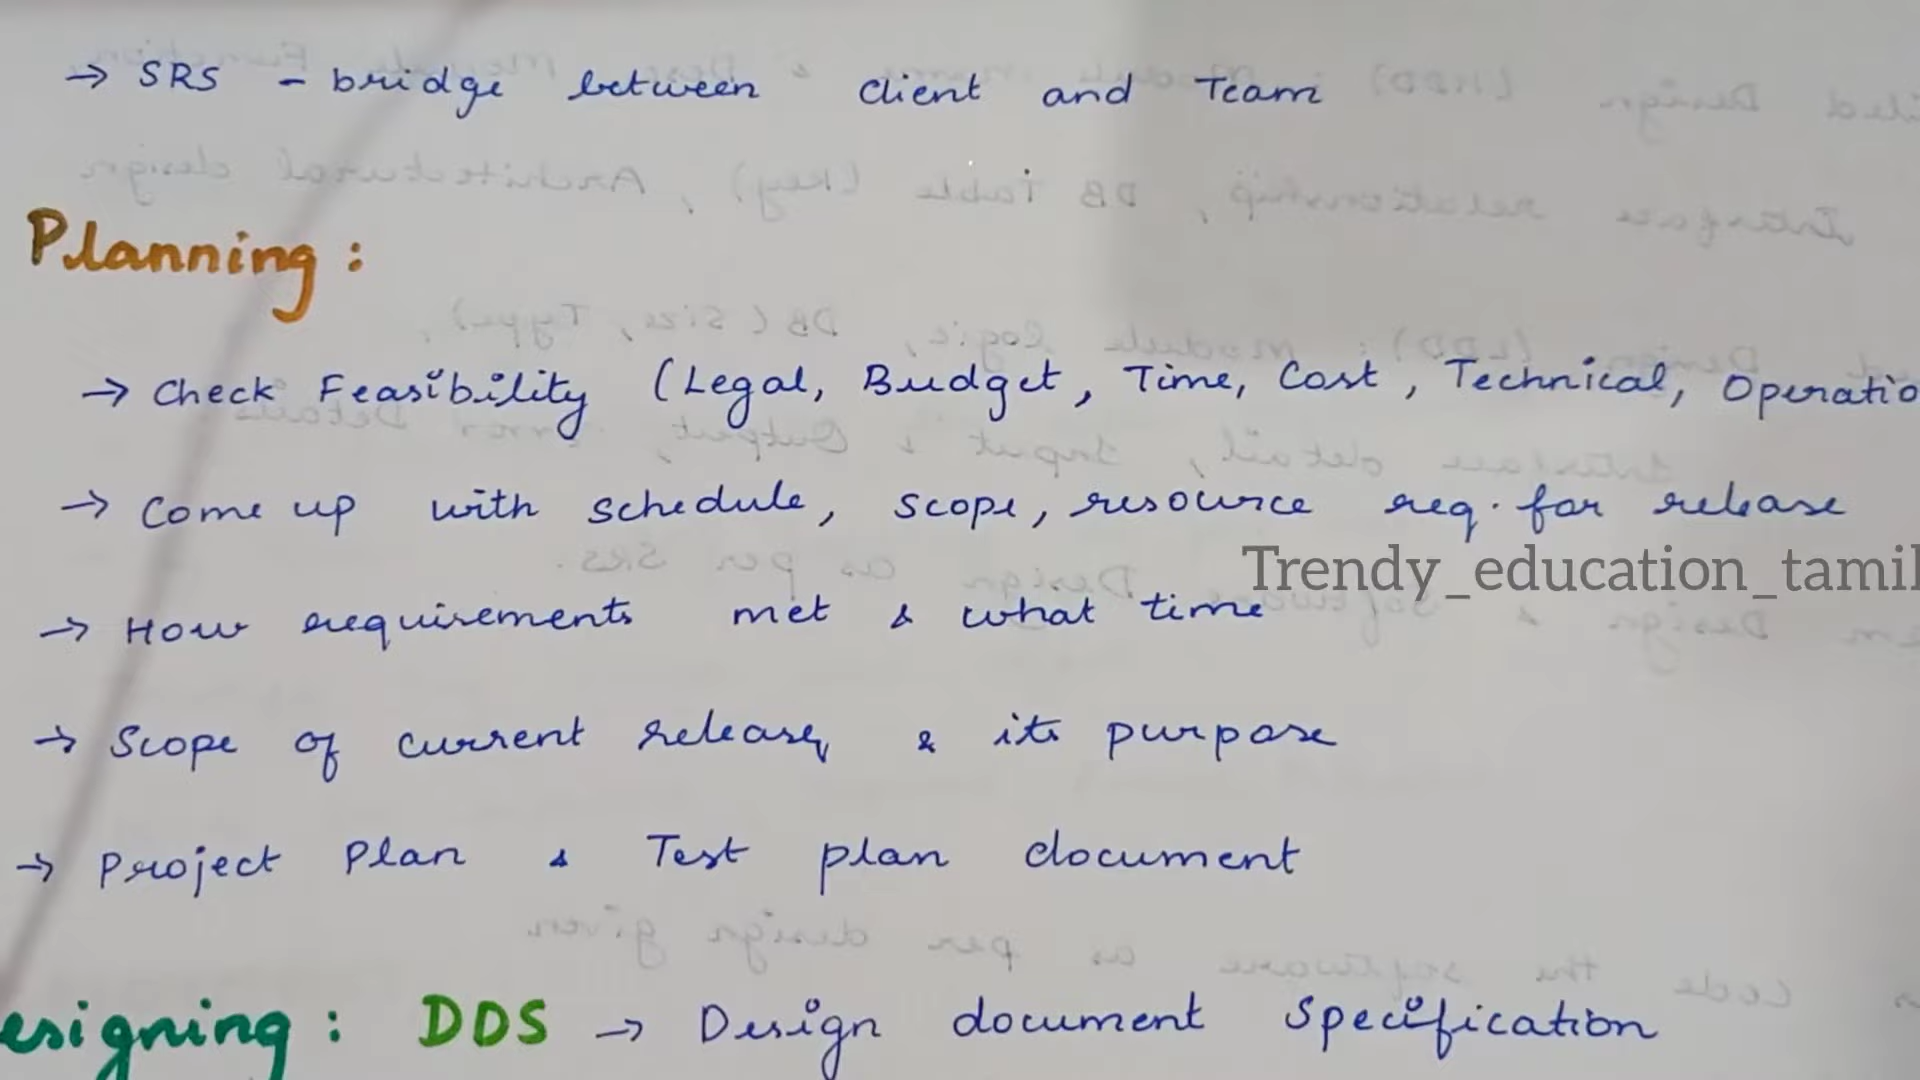 → SRS - bridge between client and Team
Planning :
→ Check Feasibility (Legal, Budget, Time, Cost, Technical, Operatio
→ Come up with schedule, scope, resource req. for release
Trendy_education_tamil
→ How requirements met & what time
→ Scope of current release, & its purpose
→ Project Plan & Test plan document
esigning : DDS → Design document Specification